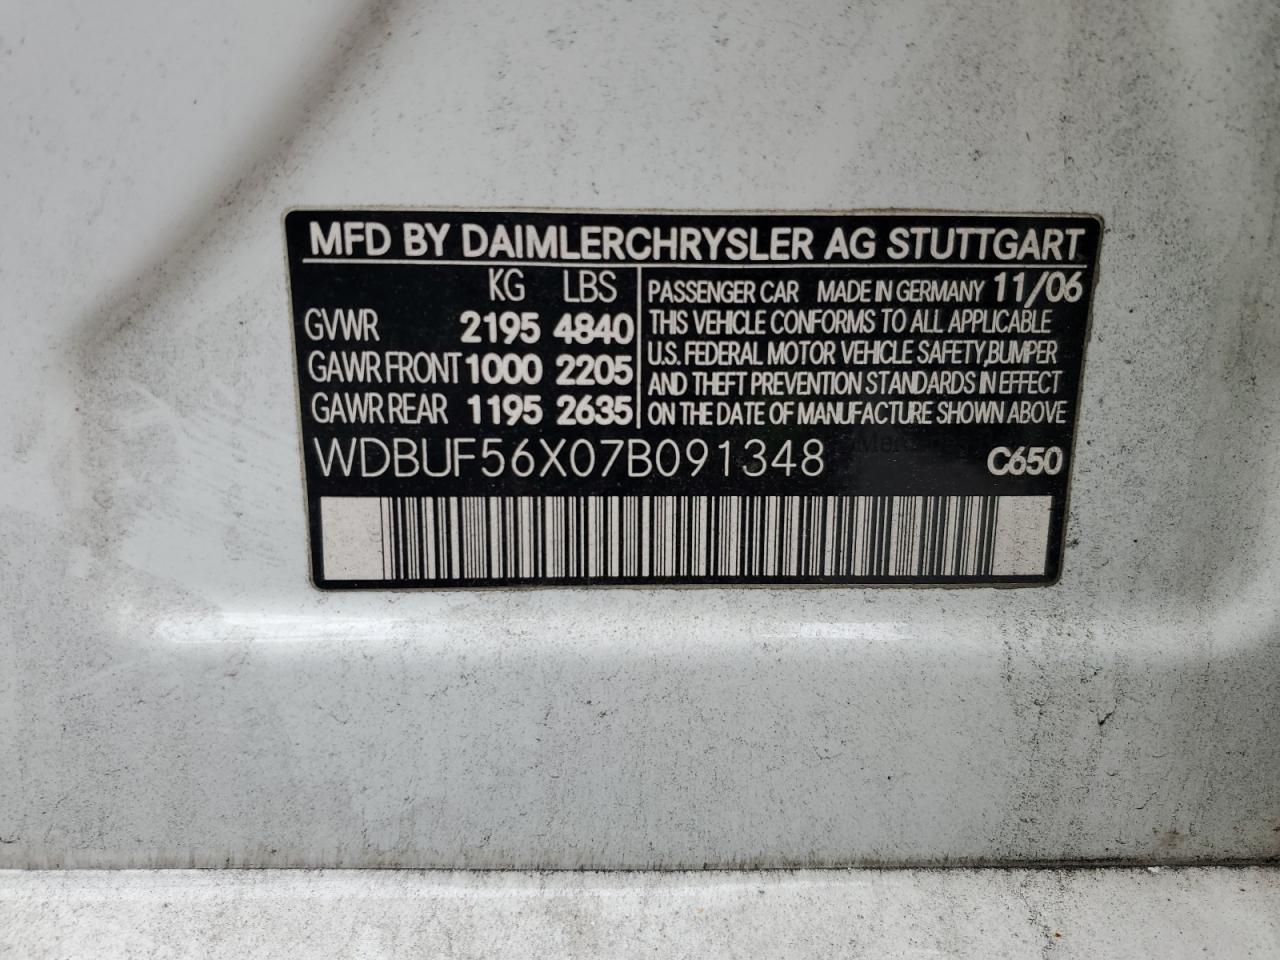 MFD BY DAIMLERCHRYSLER AG STUTTGART
KG LBS
GVWR 2195 4840
GAWR FRONT 1000 2205
GAWR REAR 1195 2635
PASSENGER CAR MADE IN GERMANY 11/06
THIS VEHICLE CONFORMS TO ALL APPLICABLE
U.S. FEDERAL MOTOR VEHICLE SAFETY, BUMPER
AND THEFT PREVENTION STANDARDS IN EFFECT
ON THE DATE OF MANUFACTURE SHOWN ABOVE
WDBUF56X07B091348 C650